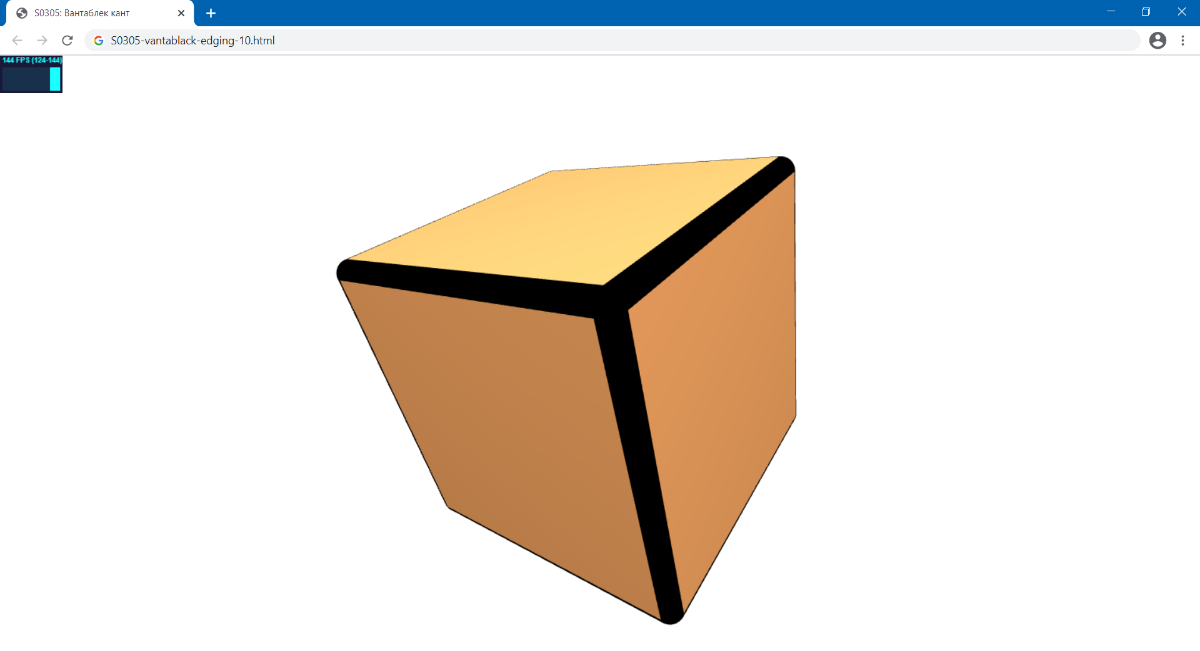 S0305: Вантаблек кант
S0305-vantablack-edging-10.html
144 FPS (124-144)